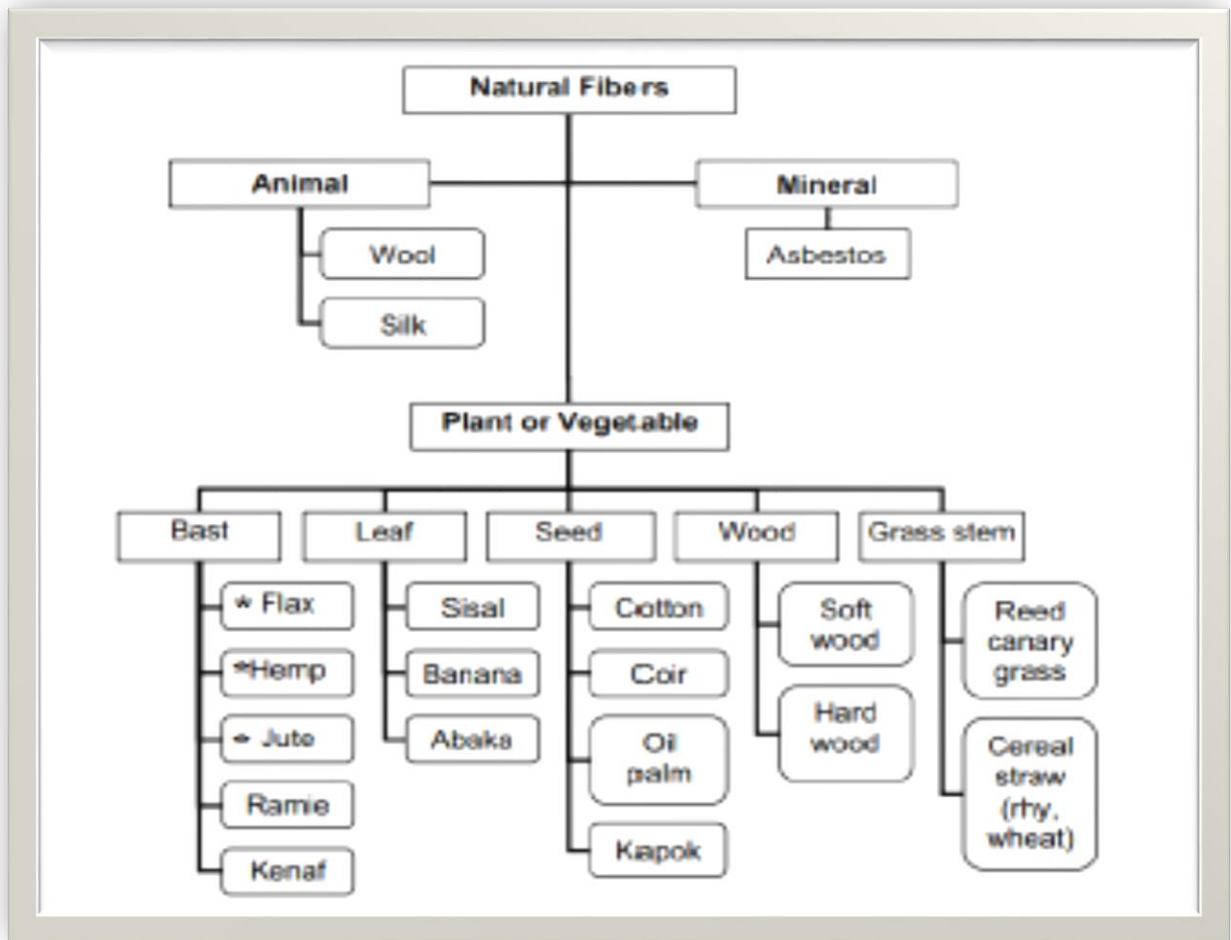 Natural Fibers
Animal
Mineral
Wool
Asbestos
Silk
Plant or Vegetable
Bast
Leaf
Seed
Wood
Grass stem
* Flax
*Hemp
* Jute
Ramie
Kenaf
Sisal
Banana
Abaka
Cotton
Coir
Oil
palm
Kapok
Soft
wood
Hard
wood
Reed
canary
grass
Cereal
straw
(rhy,
wheat)